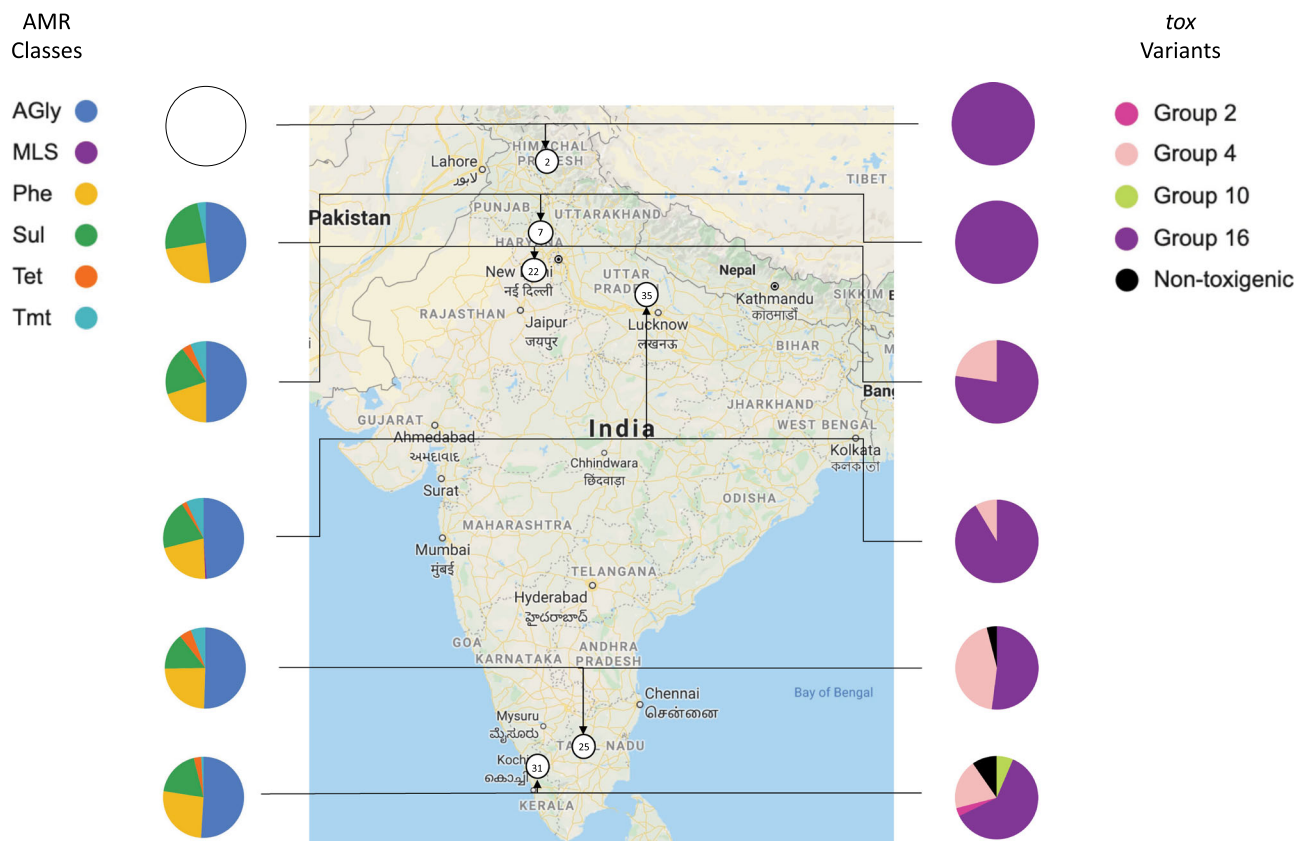 AMR
Classes
AGly
MLS
Phe
Sul
Tet
Tmt
tox
Variants
Group 2
Group 4
Group 10
Group 16
Non-toxigenic
HIMACHAL
PRADESH
2
Lahore
لاہور
TIBET
Pakistan
PUNJAB
UTTARAKHAND
7
HARYANA
New Delhi
नई दिल्ली
22
UTTAR
PRADESH
35
Nepal
Kathmandu
काठमाडौँ
SIKKIM
RAJASTHAN
Jaipur
जयपुर
Lucknow
लखनऊ
BIHAR
Bang
JHARKHAND
GUJARAT
Ahmedabad
અમદાવાદ
India
WEST BENGAL
Kolkata
কলকাতা
Chhindwara
छिंदवाड़ा
Surat
ODISHA
MAHARASHTRA
Mumbai
मुंबई
TELANGANA
Hyderabad
హైదరాబాద్
GOA
KARNATAKA
ANDHRA
PRADESH
Chennai
சென்னை
Bay of Bengal
Mysuru
ಮೈಸೂರು
TAMIL NADU
25
Kochi
കൊച്ചി
31
KERALA